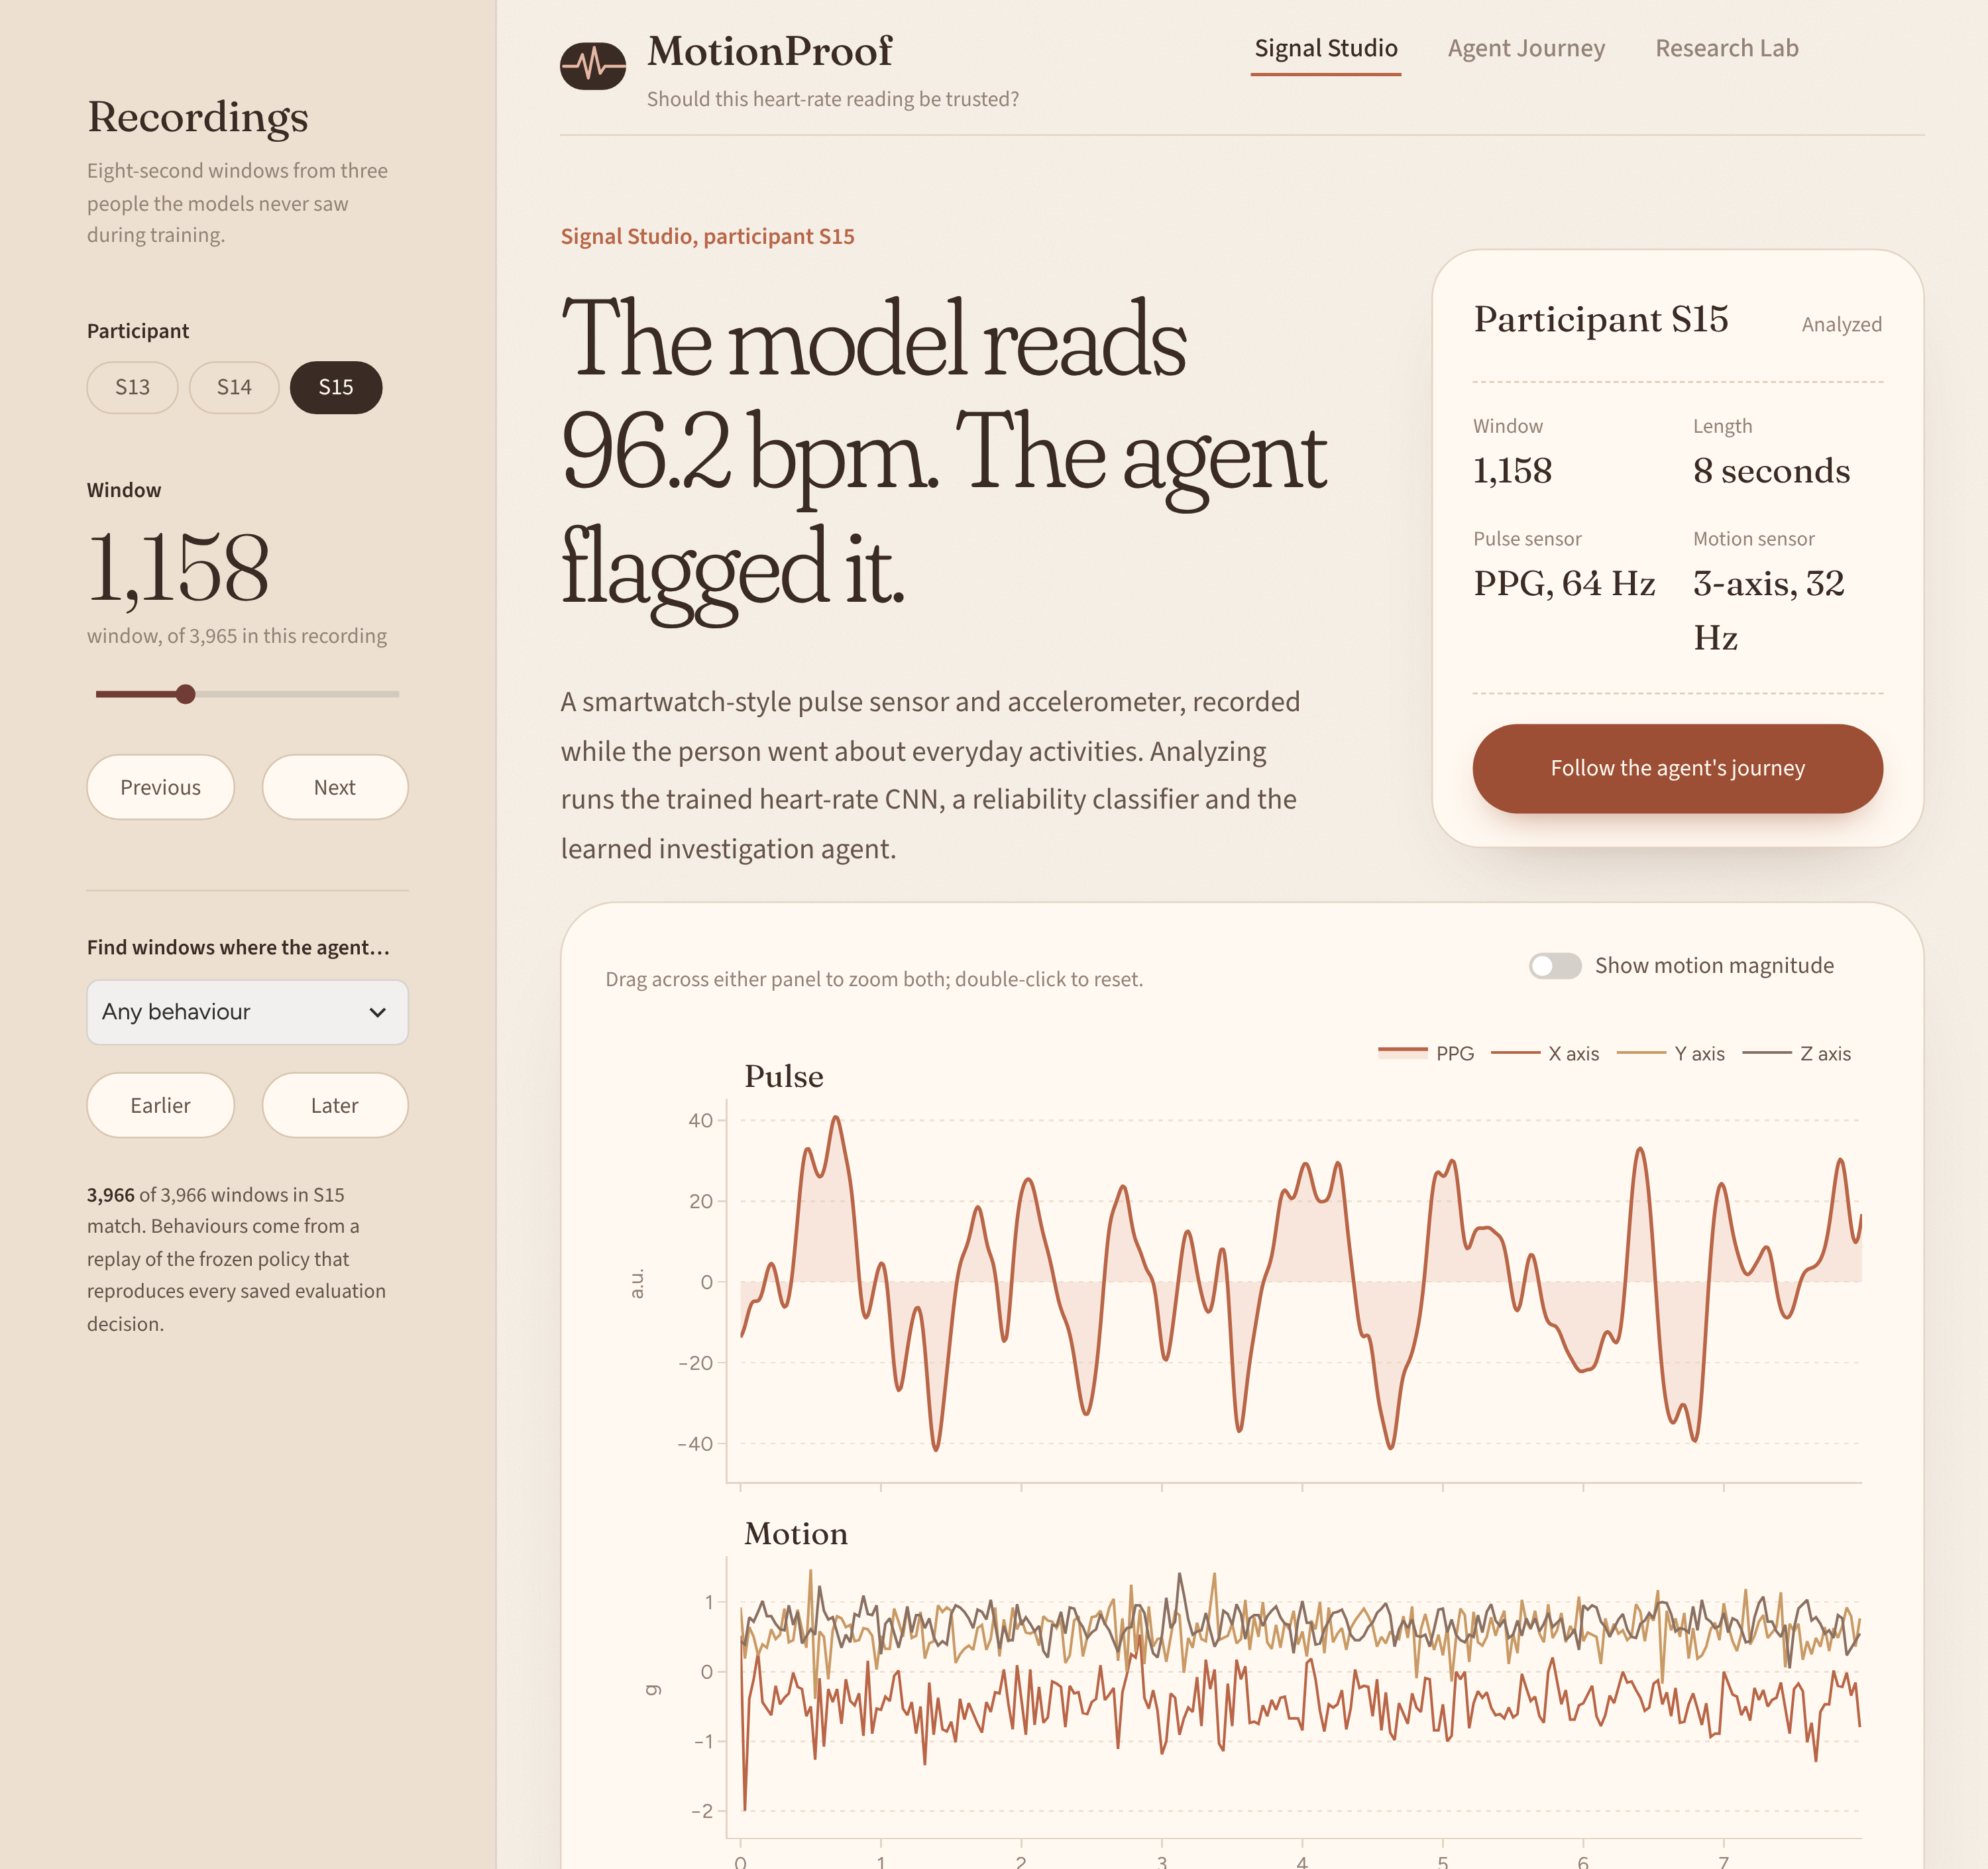 Recordings
Eight-second windows from three
people the models never saw
during training.
Participant
S13 S14 S15
Window
1,158
window, of 3,965 in this recording
Previous Next
Find windows where the agent…
Any behaviour
Earlier Later
3,966 of 3,966 windows in S15
match. Behaviours come from a
replay of the frozen policy that
reproduces every saved evaluation
decision.
MotionProof
Should this heart-rate reading be trusted?
Signal Studio Agent Journey Research Lab
Signal Studio, participant S15
The model reads
96.2 bpm. The agent
flagged it.
A smartwatch-style pulse sensor and accelerometer, recorded
while the person went about everyday activities. Analyzing
runs the trained heart-rate CNN, a reliability classifier and the
learned investigation agent.
Participant S15 Analyzed
Window Length
1,158 8 seconds
Pulse sensor Motion sensor
PPG, 64 Hz 3-axis, 32
Hz
Follow the agent's journey
Drag across either panel to zoom both; double-click to reset.
Show motion magnitude
PPG X axis Y axis Z axis
Pulse
40
20
0
−20
−40
a.u.
Motion
1
0
−1
−2
g
0 1 2 3 4 5 6 7